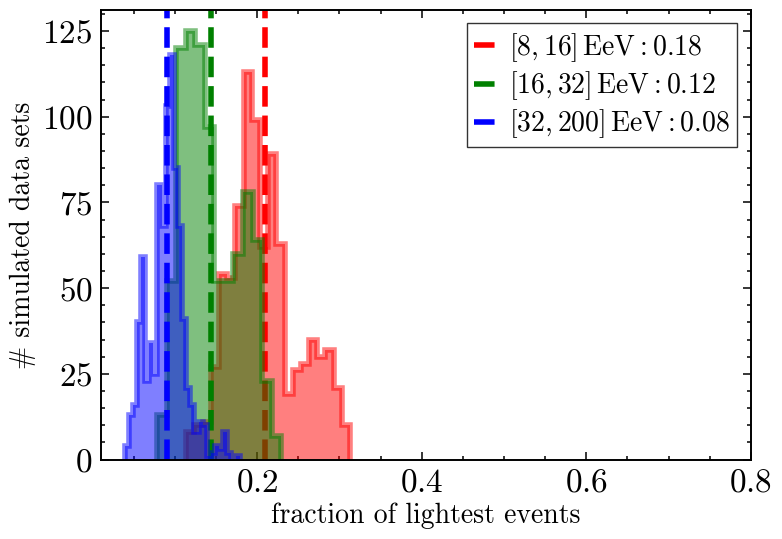 [8, 16] EeV : 0.18
[16, 32] EeV : 0.12
[32, 200] EeV : 0.08
# simulated data sets
125
100
75
50
25
0
0.2 0.4 0.6 0.8
fraction of lightest events